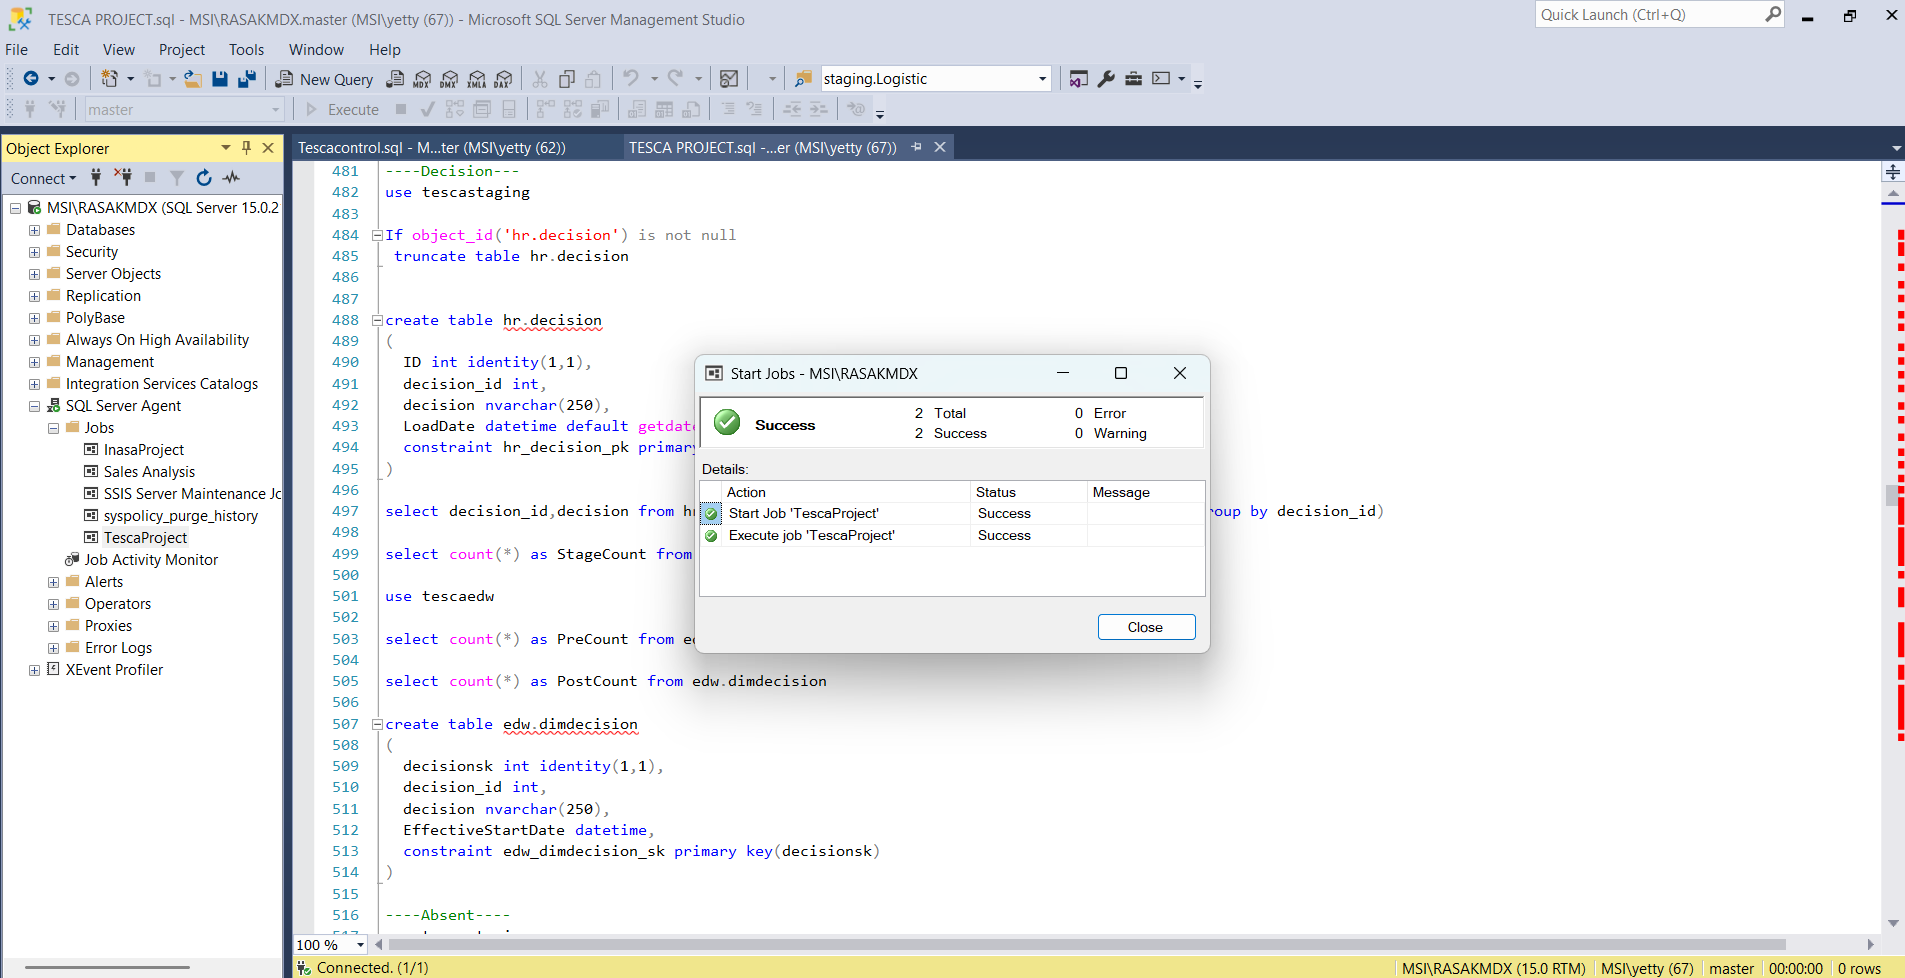 TESCA PROJECT.sql - MSI\RASAKMDX.master (MSI\yetty (67)) - Microsoft SQL Server Management Studio
Quick Launch (Ctrl+Q)
File Edit View Project Tools Window Help
New Query MDX DMX XMLA DAX staging.Logistic
master Execute
Object Explorer
Connect
MSI\RASAKMDX (SQL Server 15.0.2
Databases
Security
Server Objects
Replication
PolyBase
Always On High Availability
Management
Integration Services Catalogs
SQL Server Agent
Jobs
InasaProject
Sales Analysis
SSIS Server Maintenance Jc
syspolicy_purge_history
TescaProject
Job Activity Monitor
Alerts
Operators
Proxies
Error Logs
XEvent Profiler
Tescacontrol.sql - M...ter (MSI\yetty (62)) TESCA PROJECT.sql -...er (MSI\yetty (67))
481 ----Decision---
482 use tescastaging
483
484 If object_id('hr.decision') is not null
485 truncate table hr.decision
486
487
488 create table hr.decision
489 (
490 ID int identity(1,1),
491 decision_id int,
492 decision nvarchar(250),
493 LoadDate datetime default getdat
494 constraint hr_decision_pk primary
495 )
496
497 select decision_id,decision from hr roup by decision_id)
498
499 select count(*) as StageCount from
500
501 use tescaedw
502
503 select count(*) as PreCount from ed
504
505 select count(*) as PostCount from edw.dimdecision
506
507 create table edw.dimdecision
508 (
509 decisionsk int identity(1,1),
510 decision_id int,
511 decision nvarchar(250),
512 EffectiveStartDate datetime,
513 constraint edw_dimdecision_sk primary key(decisionsk)
514 )
515
516 ----Absent----
Start Jobs - MSI\RASAKMDX
Success
2 Total 0 Error
2 Success 0 Warning
Details:
Action Status Message
Start Job 'TescaProject' Success
Execute job 'TescaProject' Success
Close
100 %
Connected. (1/1) MSI\RASAKMDX (15.0 RTM) MSI\yetty (67) master 00:00:00 0 rows